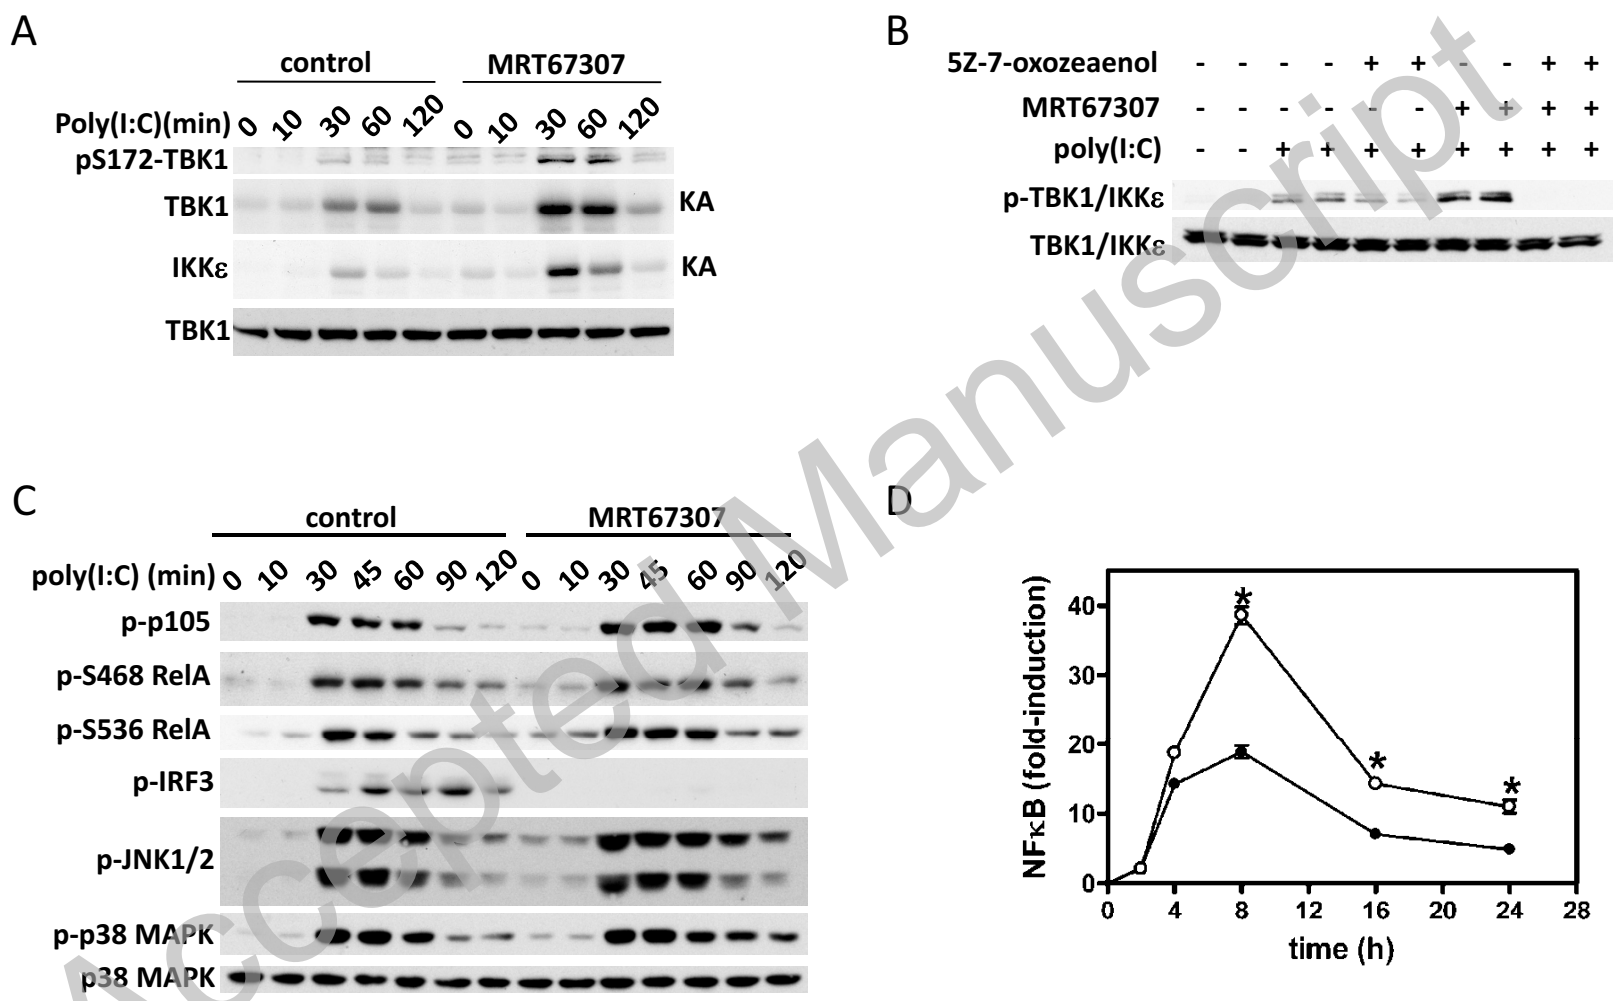 A
control MRT67307
Poly(I:C)(min) 0 10 30 60 120 0 10 30 60 120
pS172-TBK1
TBK1 KA
IKKε KA
TBK1
B
5Z-7-oxozeaenol - - - - + + - - + +
MRT67307 - - - - - - + + + +
poly(I:C) - - + + + + + + + +
p-TBK1/IKKε
TBK1/IKKε
C
control MRT67307
poly(I:C) (min) 0 10 30 45 60 90 120 0 10 30 45 60 90 120
p-p105
p-S468 RelA
p-S536 RelA
p-IRF3
p-JNK1/2
p-p38 MAPK
p38 MAPK
D
NFκB (fold-induction)
40
30
20
10
0
* * *
0 4 8 12 16 20 24 28
time (h)
Accepted Manuscript